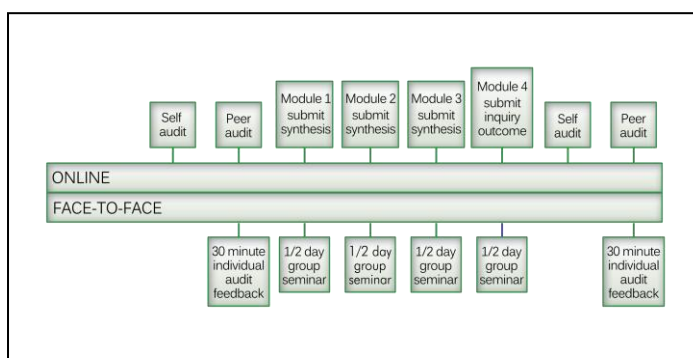 Self
audit
Peer
audit
Module 1
submit
synthesis
Module 2
submit
synthesis
Module 3
submit
synthesis
Module 4
submit
inquiry
outcome
Self
audit
Peer
audit
ONLINE
FACE-TO-FACE
30 minute
individual
audit
feedback
1/2 day
group
seminar
1/2 day
group
seminar
1/2 day
group
seminar
1/2 day
group
seminar
30 minute
individual
audit
feedback